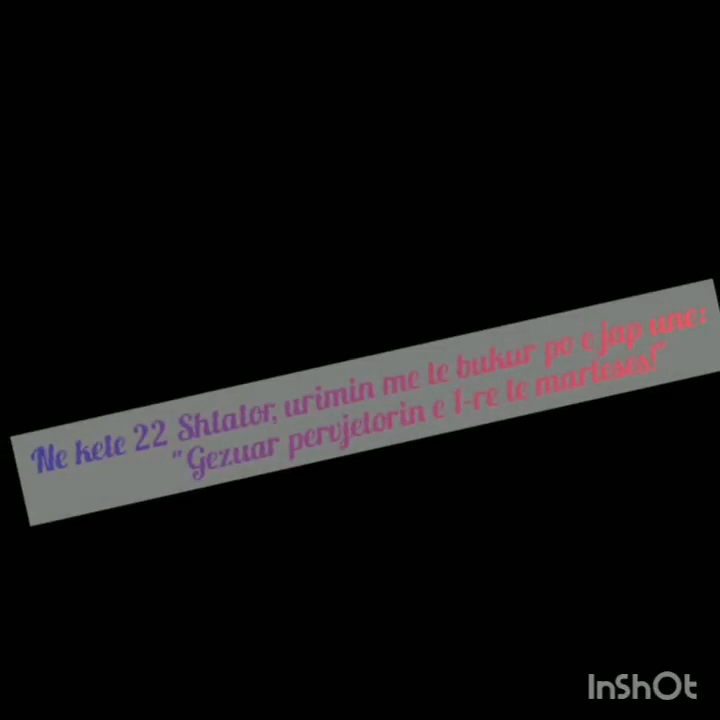 Ne kete 22 Shtator, urimin me te bukur po e jap une:
"Gezuar pervjetorin e 1-re te marteses!"
InShOt